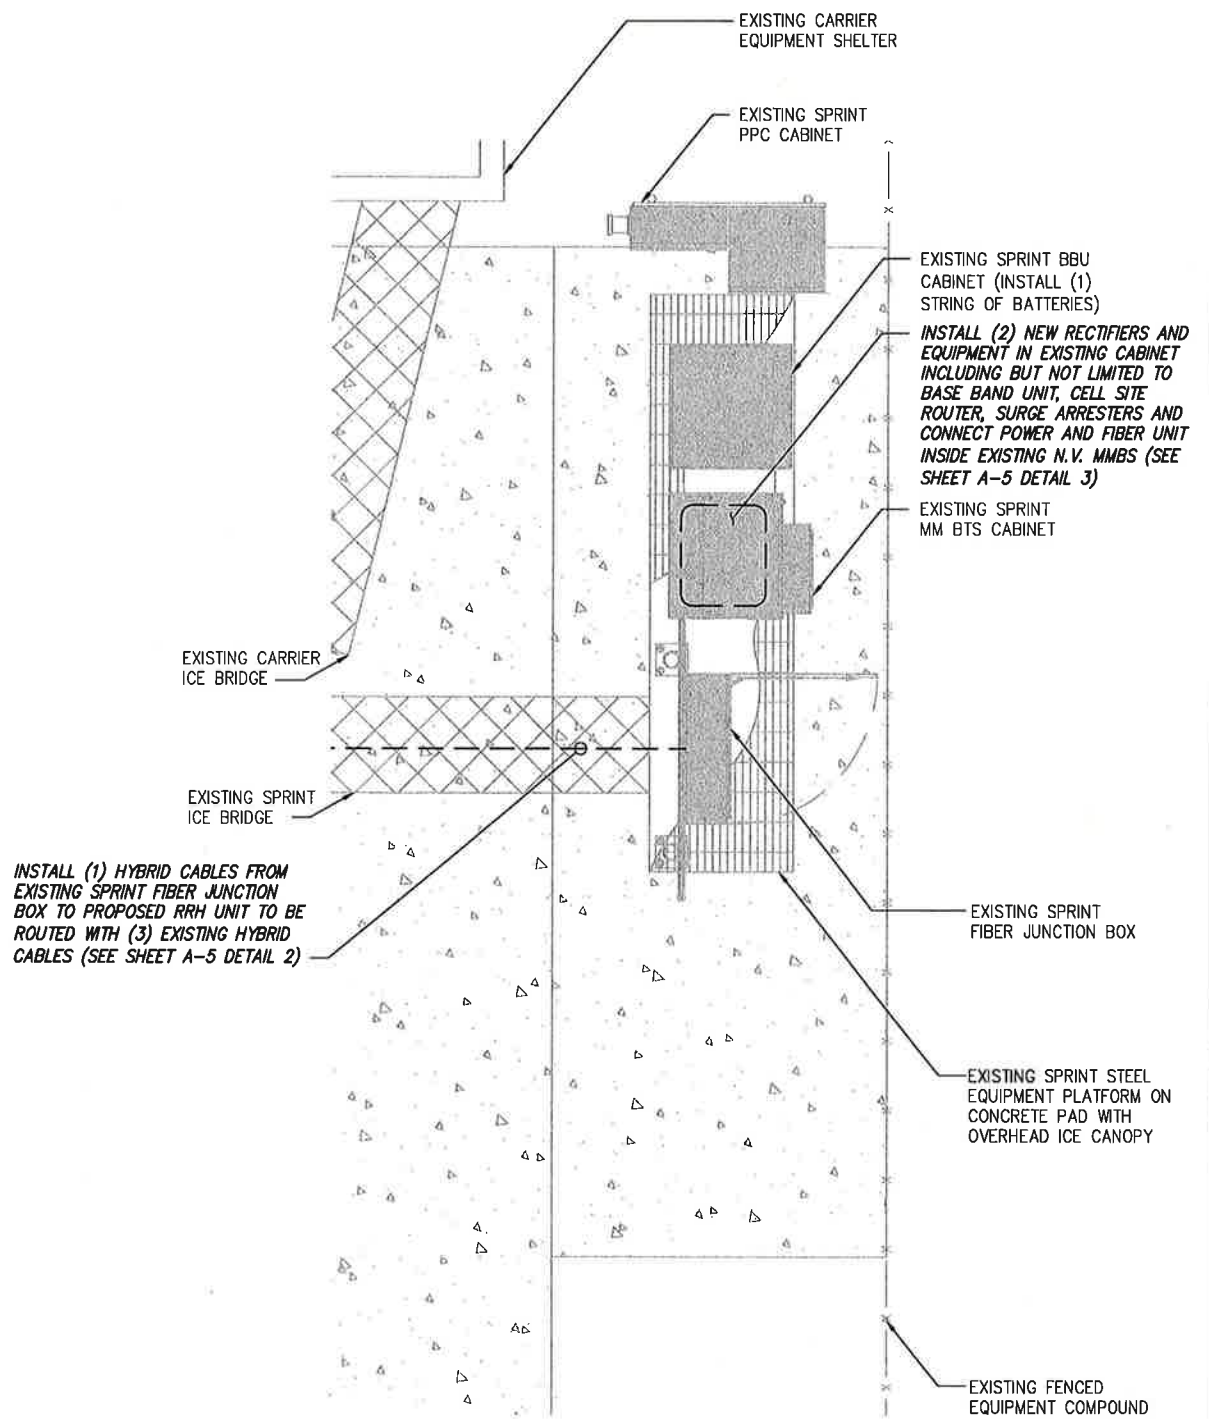 EXISTING CARRIER
EQUIPMENT SHELTER
EXISTING SPRINT
PPC CABINET
EXISTING SPRINT BBU
CABINET (INSTALL (1)
STRING OF BATTERIES)
INSTALL (2) NEW RECTIFIERS AND
EQUIPMENT IN EXISTING CABINET
INCLUDING BUT NOT LIMITED TO
BASE BAND UNIT, CELL SITE
ROUTER, SURGE ARRESTERS AND
CONNECT POWER AND FIBER UNIT
INSIDE EXISTING N.V. MMBS (SEE
SHEET A-5 DETAIL 3)
EXISTING SPRINT
MM BTS CABINET
EXISTING CARRIER
ICE BRIDGE
EXISTING SPRINT
ICE BRIDGE
INSTALL (1) HYBRID CABLES FROM
EXISTING SPRINT FIBER JUNCTION
BOX TO PROPOSED RRH UNIT TO BE
ROUTED WITH (3) EXISTING HYBRID
CABLES (SEE SHEET A-5 DETAIL 2)
EXISTING SPRINT
FIBER JUNCTION BOX
EXISTING SPRINT STEEL
EQUIPMENT PLATFORM ON
CONCRETE PAD WITH
OVERHEAD ICE CANOPY
EXISTING FENCED
EQUIPMENT COMPOUND